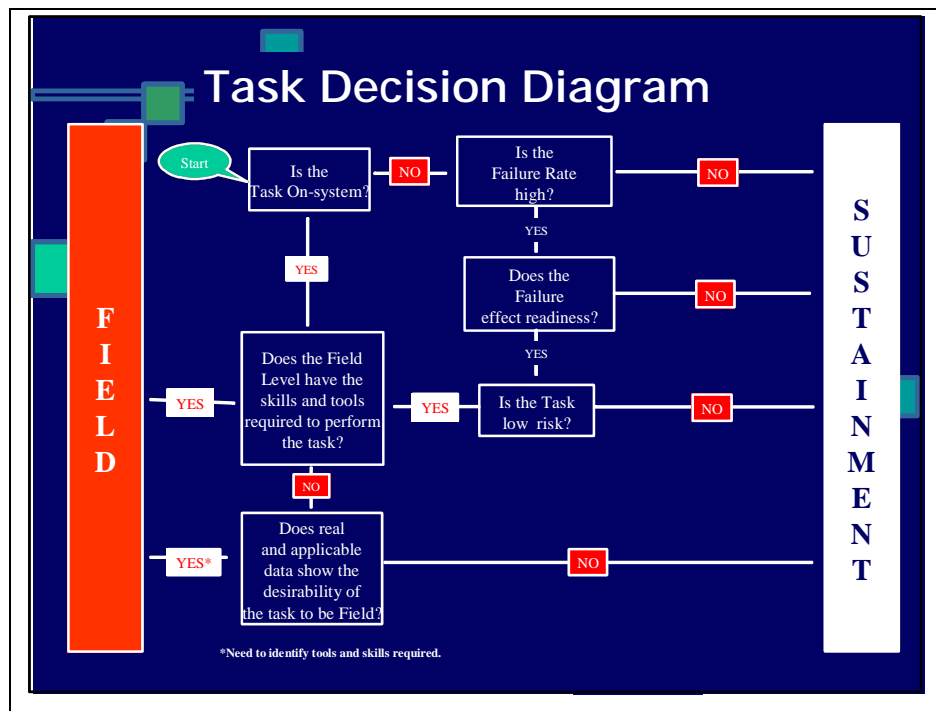 Task Decision Diagram
Start
Is the
Task On-system?
NO
Is the
Failure Rate
high?
NO
YES
YES
Does the
Failure
effect readiness?
NO
YES
Does the Field
Level have the
skills and tools
required to perform
the task?
YES
YES
Is the Task
low risk?
NO
NO
Does real
and applicable
data show the
desirability of
the task to be Field?
YES*
NO
*Need to identify tools and skills required.
F
I
E
L
D
S
U
S
T
A
I
N
M
E
N
T